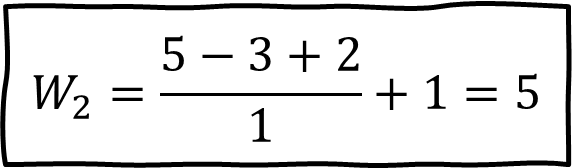 W₂ = (5 − 3 + 2)/1 + 1 = 5